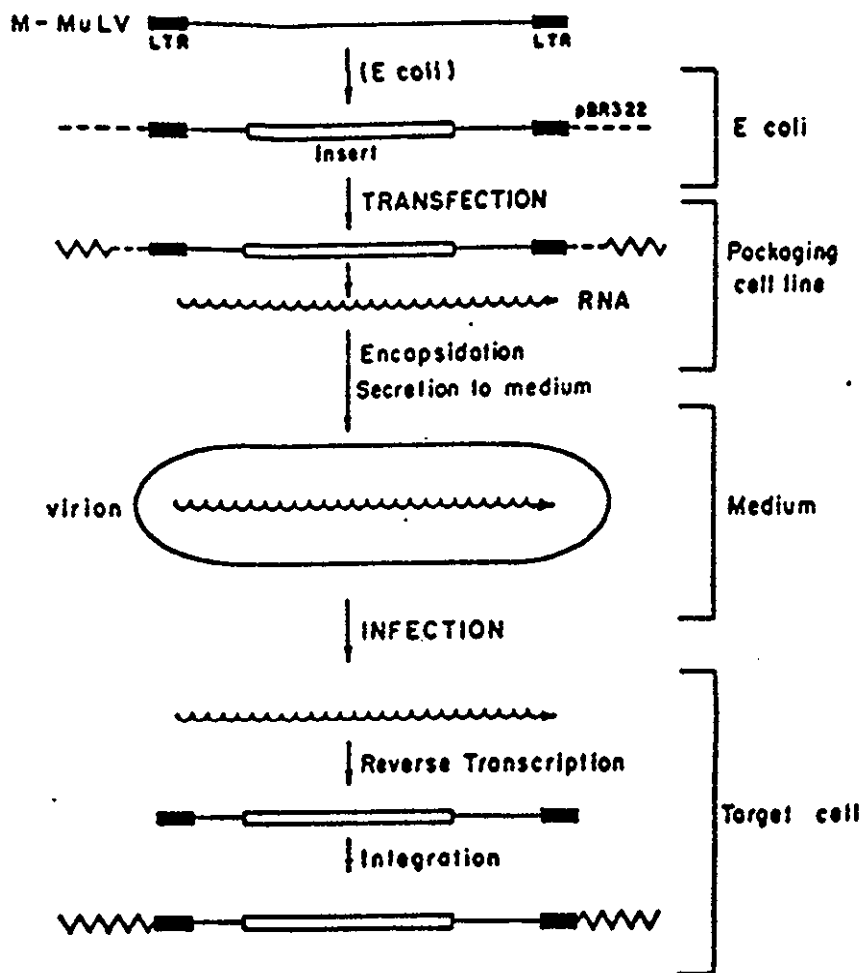 M-MuLV
LTR
LTR
(E coli)
pBR322
Insert
E coli
TRANSFECTION
Packaging
cell line
RNA
Encapsidation
Secretion to medium
virion
Medium
INFECTION
Reverse Transcription
Target cell
Integration